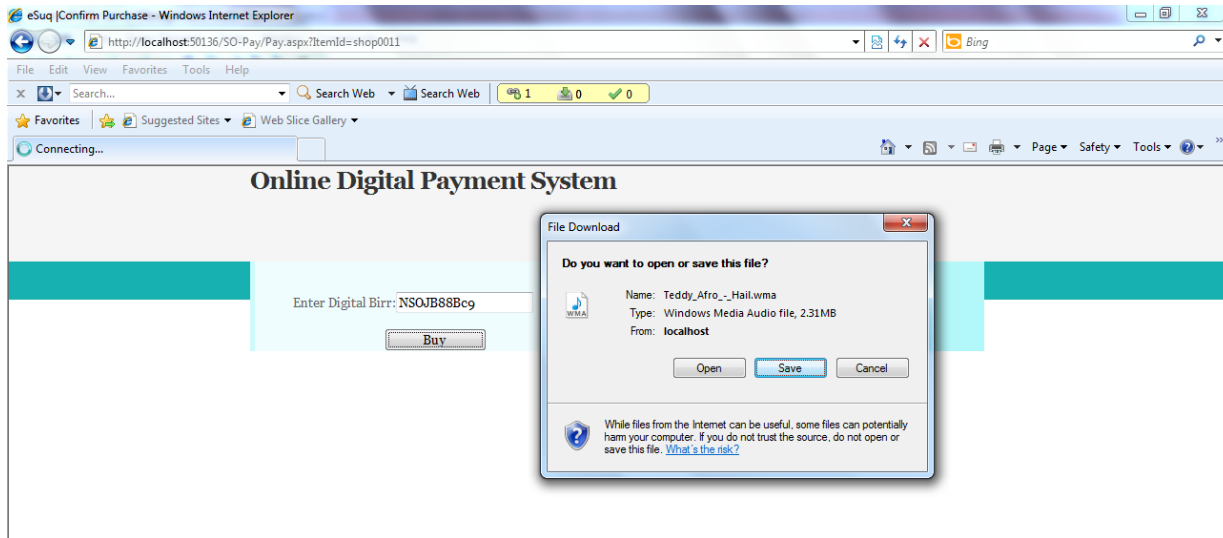 eSuq |Confirm Purchase - Windows Internet Explorer
http://localhost:50136/SO-Pay/Pay.aspx?ItemId=shop0011
Bing
File Edit View Favorites Tools Help
x Search... Search Web Search Web 1 0 0
Favorites Suggested Sites Web Slice Gallery
Connecting... Page Safety Tools
Online Digital Payment System
File Download
Do you want to open or save this file?
Name: Teddy_Afro_-_Hail.wma
WMA
Type: Windows Media Audio file, 2.31MB
From: localhost
Open Save Cancel
While files from the Internet can be useful, some files can potentially
harm your computer. If you do not trust the source, do not open or
save this file. What's the risk?
Enter Digital Birr: NSOJB88Bc9
Buy